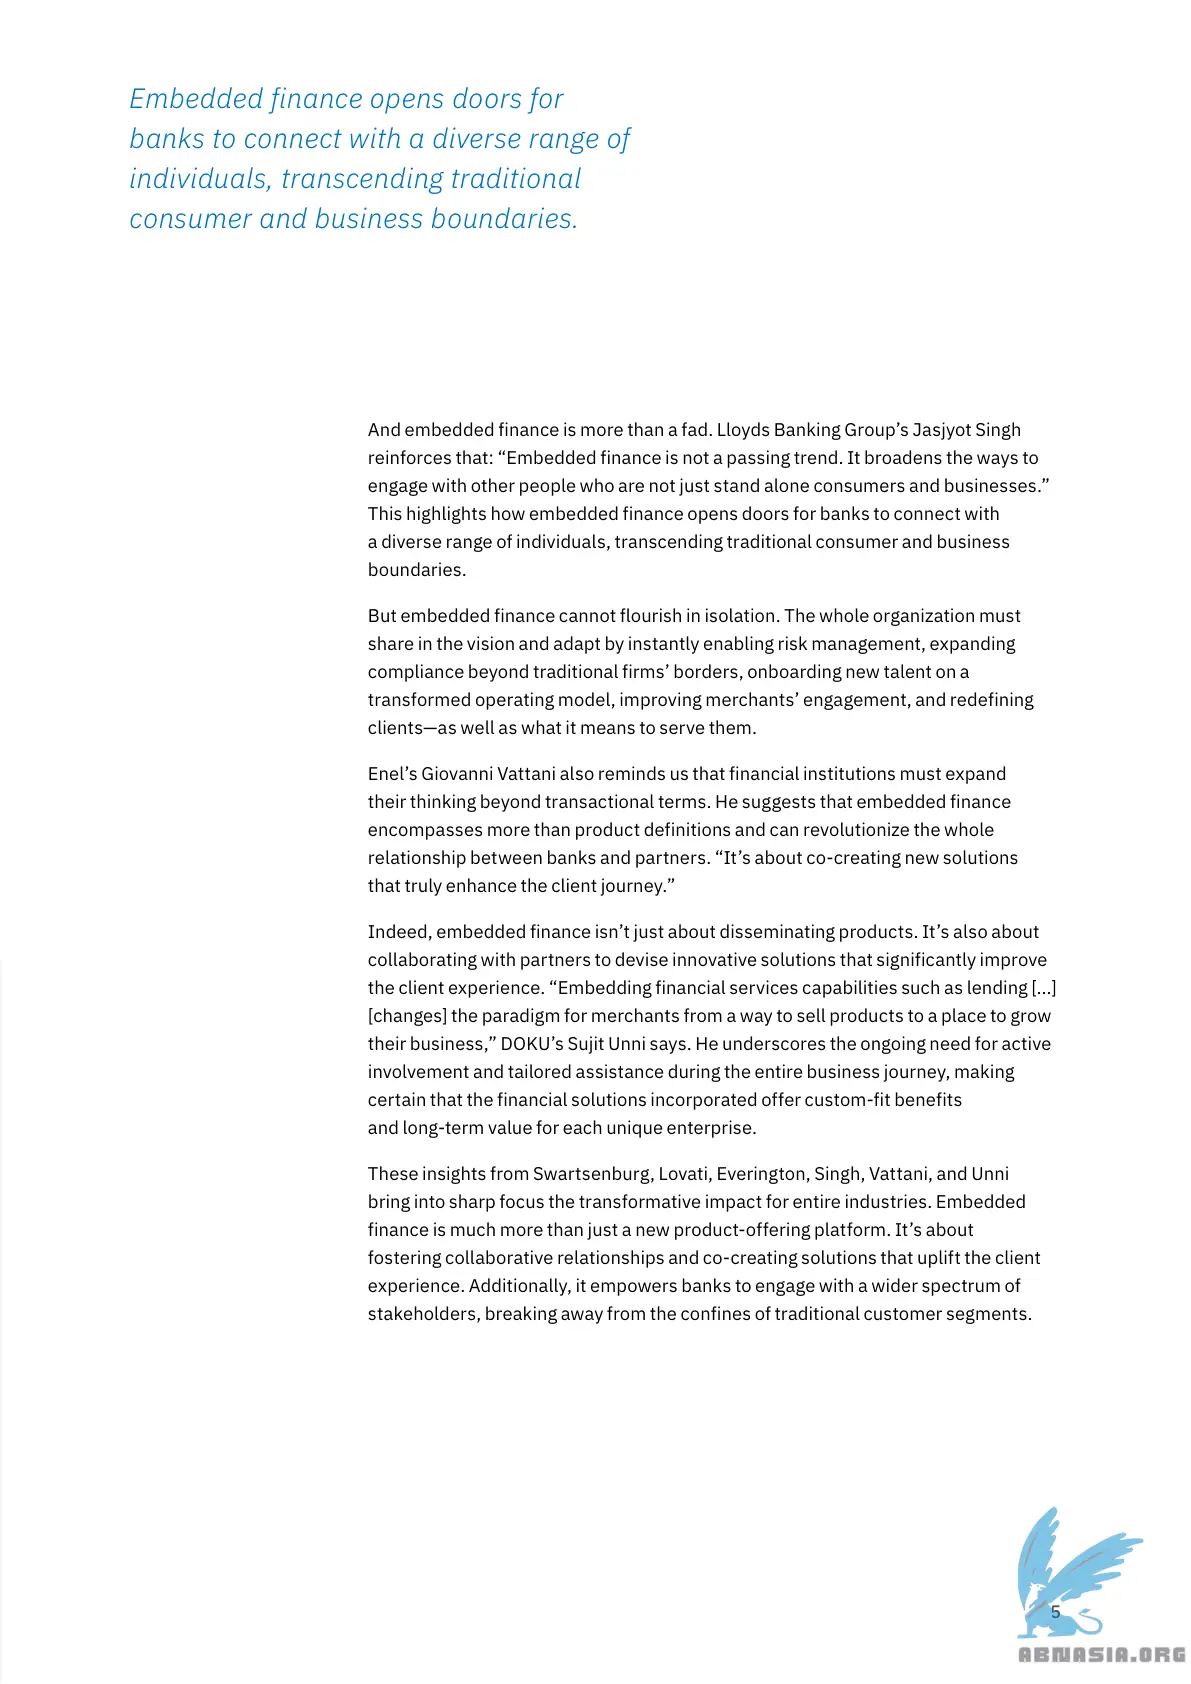 Embedded finance opens doors for
banks to connect with a diverse range of
individuals, transcending traditional
consumer and business boundaries.
And embedded finance is more than a fad. Lloyds Banking Group’s Jasjyot Singh
reinforces that: “Embedded finance is not a passing trend. It broadens the ways to
engage with other people who are not just stand alone consumers and businesses.”
This highlights how embedded finance opens doors for banks to connect with
a diverse range of individuals, transcending traditional consumer and business
boundaries.
But embedded finance cannot flourish in isolation. The whole organization must
share in the vision and adapt by instantly enabling risk management, expanding
compliance beyond traditional firms’ borders, onboarding new talent on a
transformed operating model, improving merchants’ engagement, and redefining
clients—as well as what it means to serve them.
Enel’s Giovanni Vattani also reminds us that financial institutions must expand
their thinking beyond transactional terms. He suggests that embedded finance
encompasses more than product definitions and can revolutionize the whole
relationship between banks and partners. “It’s about co-creating new solutions
that truly enhance the client journey.”
Indeed, embedded finance isn’t just about disseminating products. It’s also about
collaborating with partners to devise innovative solutions that significantly improve
the client experience. “Embedding financial services capabilities such as lending [...]
[changes] the paradigm for merchants from a way to sell products to a place to grow
their business,” DOKU’s Sujit Unni says. He underscores the ongoing need for active
involvement and tailored assistance during the entire business journey, making
certain that the financial solutions incorporated offer custom-fit benefits
and long-term value for each unique enterprise.
These insights from Swartsenburg, Lovati, Everington, Singh, Vattani, and Unni
bring into sharp focus the transformative impact for entire industries. Embedded
finance is much more than just a new product-offering platform. It’s about
fostering collaborative relationships and co-creating solutions that uplift the client
experience. Additionally, it empowers banks to engage with a wider spectrum of
stakeholders, breaking away from the confines of traditional customer segments.
5
ABNASIA.ORG